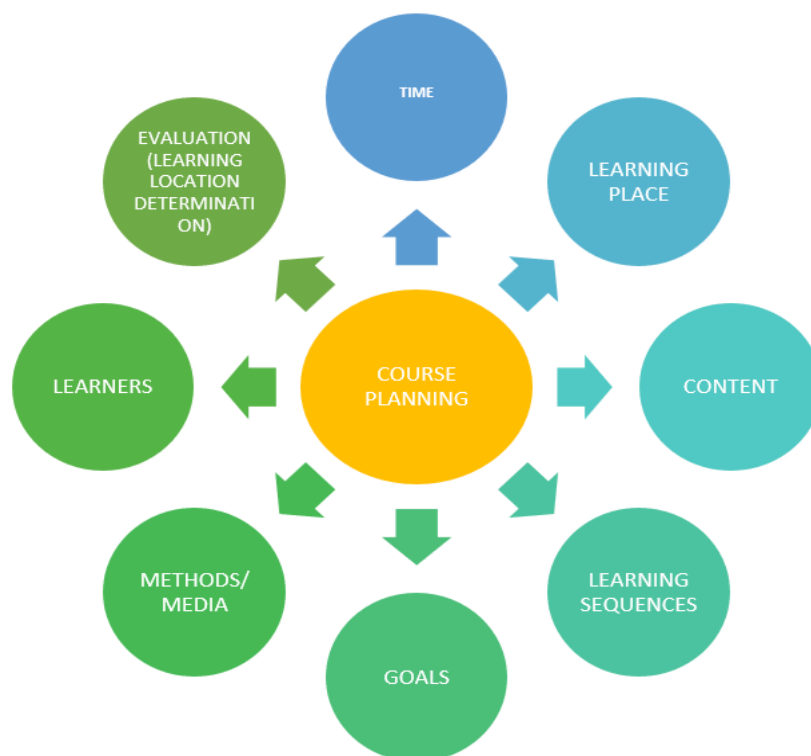 TIME
LEARNING
PLACE
CONTENT
LEARNING
SEQUENCES
GOALS
METHODS/
MEDIA
LEARNERS
EVALUATION
(LEARNING
LOCATION
DETERMINATI
ON)
COURSE
PLANNING